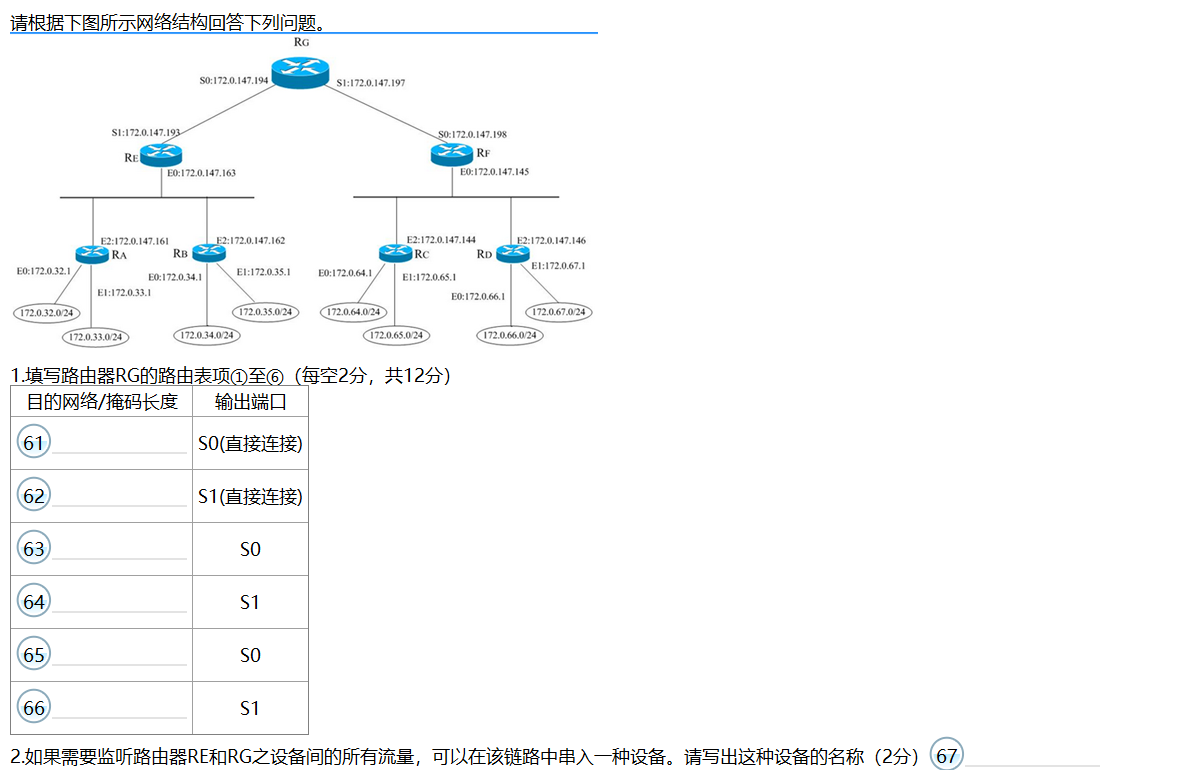 请根据下图所示网络结构回答下列问题。
RG
S0:172.0.147.194
S1:172.0.147.197
S1:172.0.147.193
S0:172.0.147.198
RE
RF
E0:172.0.147.163
E0:172.0.147.145
E2:172.0.147.161
E2:172.0.147.162
E2:172.0.147.144
E2:172.0.147.146
RA
RB
RC
RD
E0:172.0.32.1
E0:172.0.34.1
E1:172.0.35.1
E0:172.0.64.1
E1:172.0.65.1
E1:172.0.67.1
E1:172.0.33.1
E0:172.0.66.1
172.0.32.0/24
172.0.35.0/24
172.0.64.0/24
172.0.67.0/24
172.0.33.0/24
172.0.34.0/24
172.0.65.0/24
172.0.66.0/24
1.填写路由器RG的路由表项①至⑥（每空2分，共12分）
目的网络/掩码长度 输出端口
61 S0(直接连接)
62 S1(直接连接)
63 S0
64 S1
65 S0
66 S1
2.如果需要监听路由器RE和RG之设备间的所有流量，可以在该链路中串入一种设备。请写出这种设备的名称（2分） 67